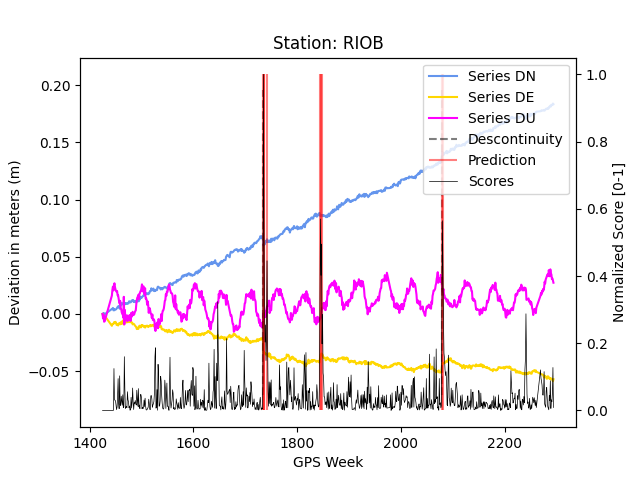 Station: RIOB
Series DN
Series DE
Series DU
Descontinuity
Prediction
Scores
Deviation in meters (m)
0.20
0.15
0.10
0.05
0.00
−0.05
1.0
0.8
0.6
0.4
0.2
0.0
Normalized Score [0-1]
1400 1600 1800 2000 2200
GPS Week